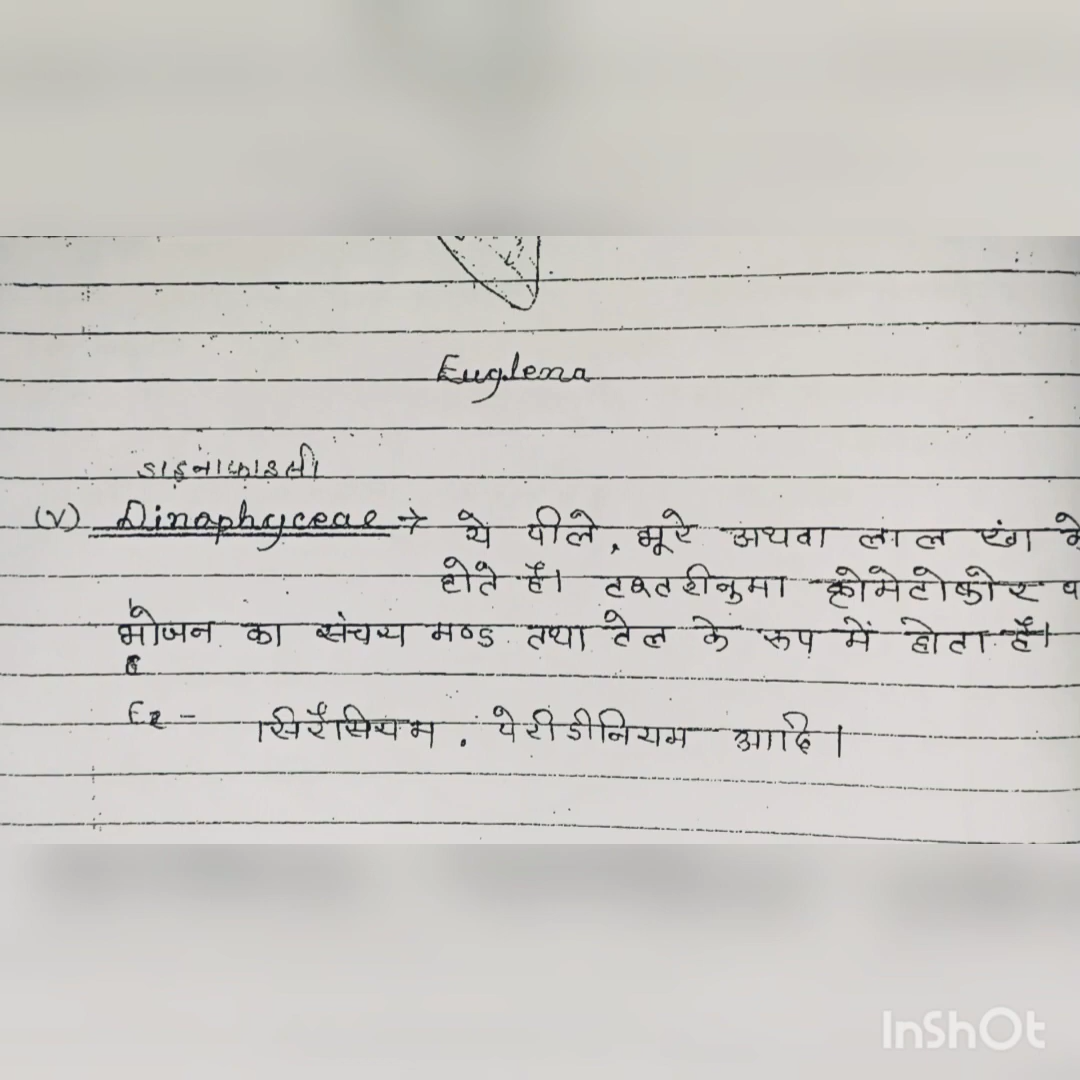 Euglena
डाइनोफाइसी
(V) Dinophyceae → ये पीले, भूरे अथवा लाल रंग के
होते हैं। तश्तरीनुमा क्रोमेटोफोर व
भोजन का संचय मण्ड तथा तेल के रूप में होता है।
Ex - सिरैसियम, पेरीडीनियम आदि।
InShOt